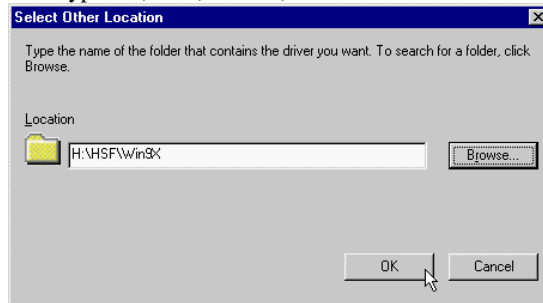 Select Other Location
Type the name of the folder that contains the driver you want. To search for a folder, click
Browse.
Location
H:\HSF\Win9X
Browse...
OK
Cancel